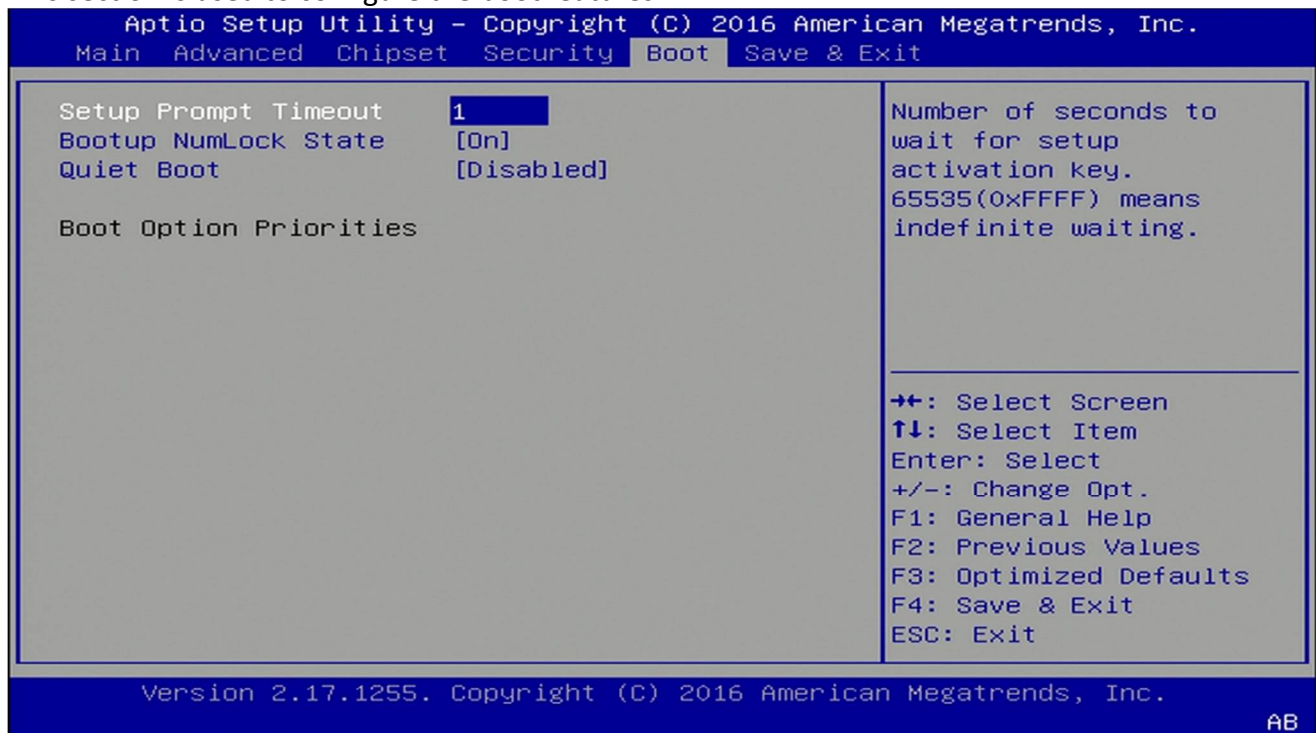 Aptio Setup Utility – Copyright (C) 2016 American Megatrends, Inc.
Main Advanced Chipset Security Boot Save & Exit
Setup Prompt Timeout 1
Bootup NumLock State [On]
Quiet Boot [Disabled]
Boot Option Priorities
Number of seconds to
wait for setup
activation key.
65535(0xFFFF) means
indefinite waiting.
→←: Select Screen
↑↓: Select Item
Enter: Select
+/-: Change Opt.
F1: General Help
F2: Previous Values
F3: Optimized Defaults
F4: Save & Exit
ESC: Exit
Version 2.17.1255. Copyright (C) 2016 American Megatrends, Inc.
AB